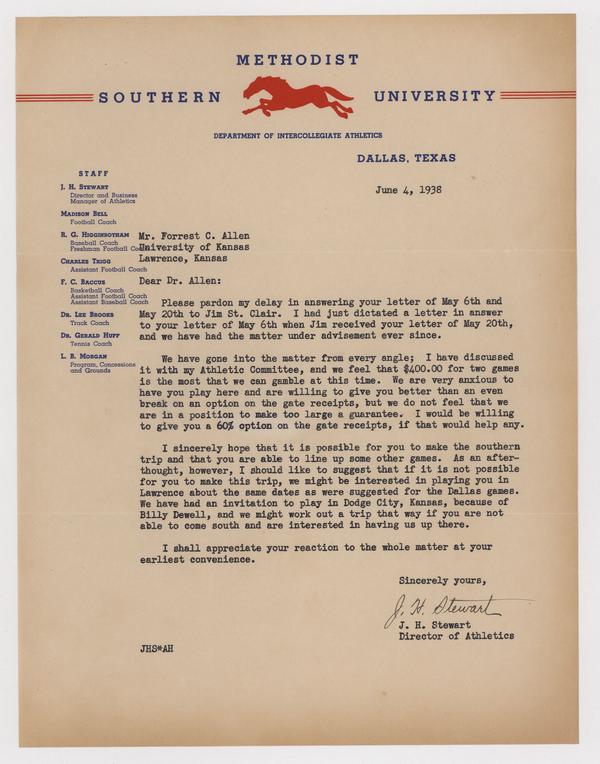 METHODIST
SOUTHERN UNIVERSITY
DEPARTMENT OF INTERCOLLEGIATE ATHLETICS
DALLAS, TEXAS
June 4, 1938
STAFF
J. H. STEWART
Director and Business
Manager of Athletics
MADISON BELL
Football Coach
R. G. HIGGINBOTHAM
Baseball Coach
Freshman Football Coach
CHARLES TRIGG
Assistant Football Coach
F. C. BACCUS
Basketball Coach
Assistant Football Coach
Assistant Baseball Coach
DR. LEE BROOKS
Track Coach
DR. GERALD HUFF
Tennis Coach
L. B. MORGAN
Program, Concessions
and Grounds
Mr. Forrest C. Allen
University of Kansas
Lawrence, Kansas
Dear Dr. Allen:
Please pardon my delay in answering your letter of May 6th and
May 20th to Jim St. Clair. I had just dictated a letter in answer
to your letter of May 6th when Jim received your letter of May 20th,
and we have had the matter under advisement ever since.
We have gone into the matter from every angle; I have discussed
it with my Athletic Committee, and we feel that $400.00 for two games
is the most that we can gamble at this time. We are very anxious to
have you play here and are willing to give you better than an even
break on an option on the gate receipts, but we do not feel that we
are in a position to make too large a guarantee. I would be willing
to give you a 60% option on the gate receipts, if that would help any.
I sincerely hope that it is possible for you to make the southern
trip and that you are able to line up some other games. As an after-
thought, however, I should like to suggest that if it is not possible
for you to make this trip, we might be interested in playing you in
Lawrence about the same dates as were suggested for the Dallas games.
We have had an invitation to play in Dodge City, Kansas, because of
Billy Dewell, and we might work out a trip that way if you are not
able to come south and are interested in having us up there.
I shall appreciate your reaction to the whole matter at your
earliest convenience.
Sincerely yours,
J. H. Stewart
J. H. Stewart
Director of Athletics
JHS*AH